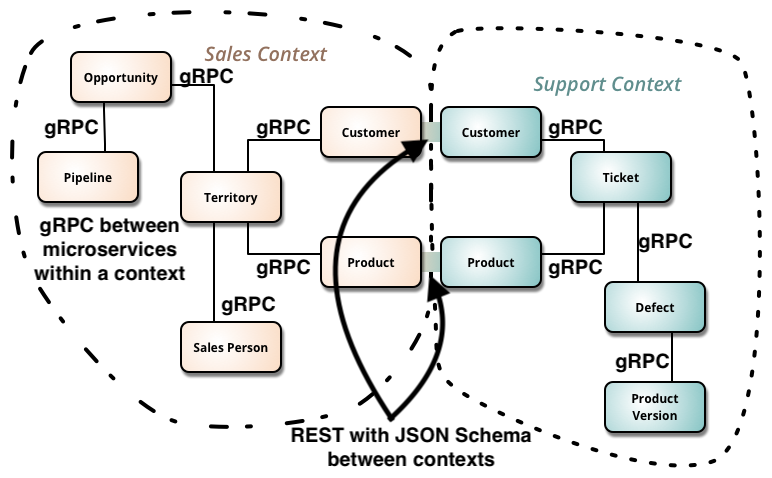 Sales Context
Support Context
Opportunity
gRPC
gRPC
Pipeline
gRPC between
microservices
within a context
Territory
gRPC
Customer
gRPC
Product
gRPC
Sales Person
Customer
gRPC
Ticket
Product
gRPC
gRPC
Defect
gRPC
Product
Version
REST with JSON Schema
between contexts